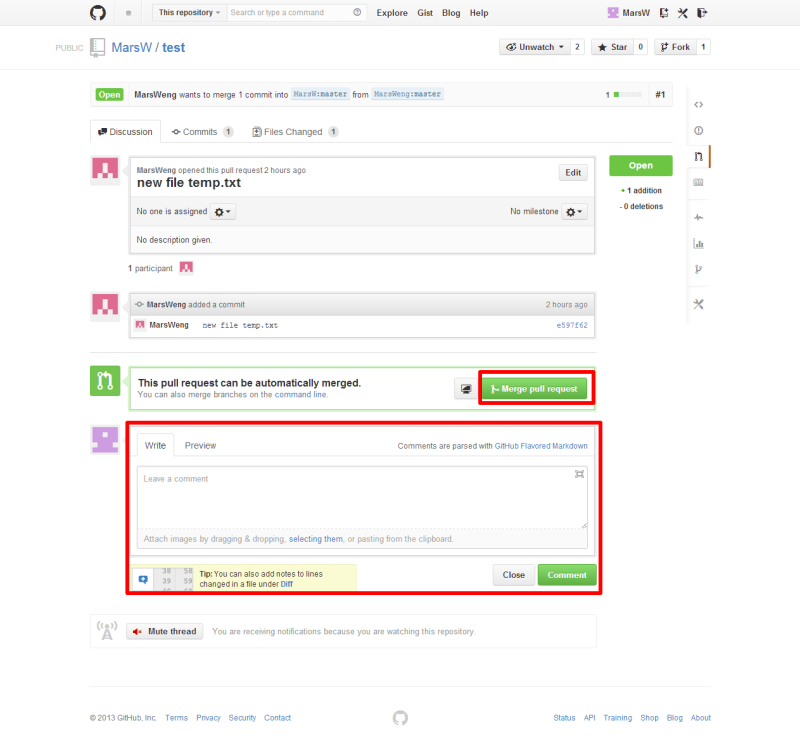 This repository
Search or type a command
Explore Gist Blog Help
MarsW
PUBLIC MarsW / test
Unwatch 2
Star 0
Fork 1
Open MarsWeng wants to merge 1 commit into MarsW:master from MarsWeng:master
1
#1
Discussion
Commits 1
Files Changed 1
MarsWeng opened this pull request 2 hours ago
new file temp.txt
Edit
No one is assigned
No milestone
No description given.
Open
+ 1 addition
- 0 deletions
1 participant
MarsWeng added a commit 2 hours ago
MarsWeng new file temp.txt e597f62
This pull request can be automatically merged.
You can also merge branches on the command line.
Merge pull request
Write Preview
Comments are parsed with GitHub Flavored Markdown
Leave a comment
Attach images by dragging & dropping, selecting them, or pasting from the clipboard.
38 58
39 59
Tip: You can also add notes to lines
changed in a file under Diff
Close
Comment
Mute thread
You are receiving notifications because you are watching this repository.
© 2013 GitHub, Inc. Terms Privacy Security Contact
Status API Training Shop Blog About